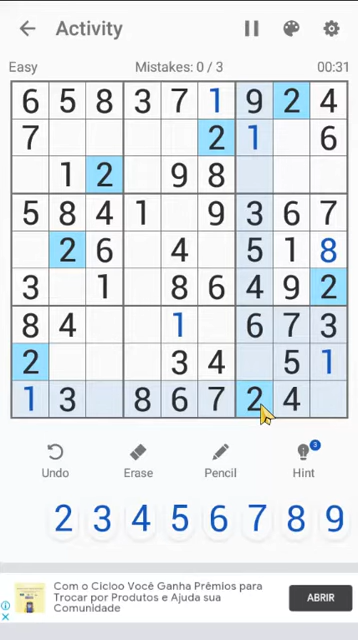 Activity
Easy Mistakes: 0 / 3 00:31
6 5 8 3 7 1 9 2 4
7 2 1 6
1 2 9 8
5 8 4 1 9 3 6 7
2 6 4 5 1 8
3 1 8 6 4 9 2
8 4 1 6 7 3
2 3 4 5 1
1 3 8 6 7 2 4
3
Undo Erase Pencil Hint
2 3 4 5 6 7 8 9
Com o Cicloo Você Ganha Prêmios para
Trocar por Produtos e Ajuda sua
Comunidade
ABRIR